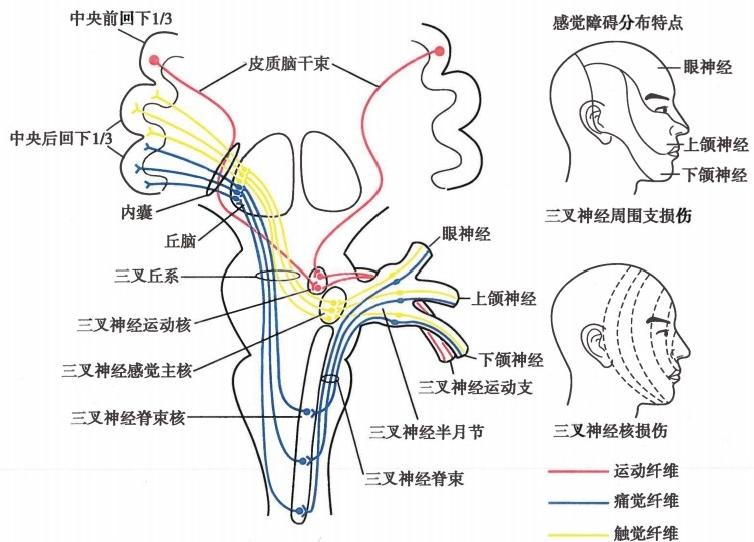 中央前回下1/3
皮质脑干束
中央后回下1/3
内囊
丘脑
三叉丘系
三叉神经运动核
三叉神经感觉主核
三叉神经脊束核
眼神经
上颌神经
下颌神经
三叉神经运动支
三叉神经半月节
三叉神经脊束
感觉障碍分布特点
眼神经
上颌神经
下颌神经
三叉神经周围支损伤
三叉神经核损伤
运动纤维
痛觉纤维
触觉纤维